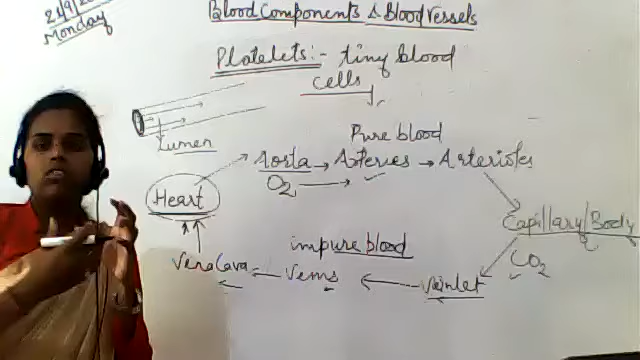 Monday
Blood Components & Blood Vessels
Platelets:- tiny blood
cells
Lumen
Pure blood
Heart
Aorta → Arteries → Arterioles
O2 →
Capillary/Body
CO2
impure blood
Vena Cava ← Veins ← Veinlet